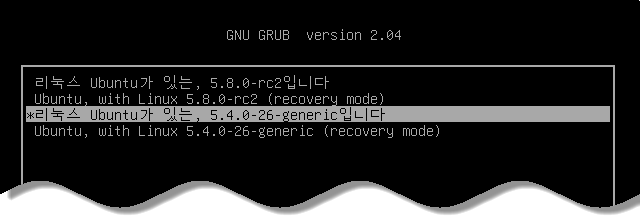 GNU GRUB version 2.04
리눅스 Ubuntu가 있는, 5.8.0-rc2입니다
Ubuntu, with Linux 5.8.0-rc2 (recovery mode)
*리눅스 Ubuntu가 있는, 5.4.0-26-generic입니다
Ubuntu, with Linux 5.4.0-26-generic (recovery mode)